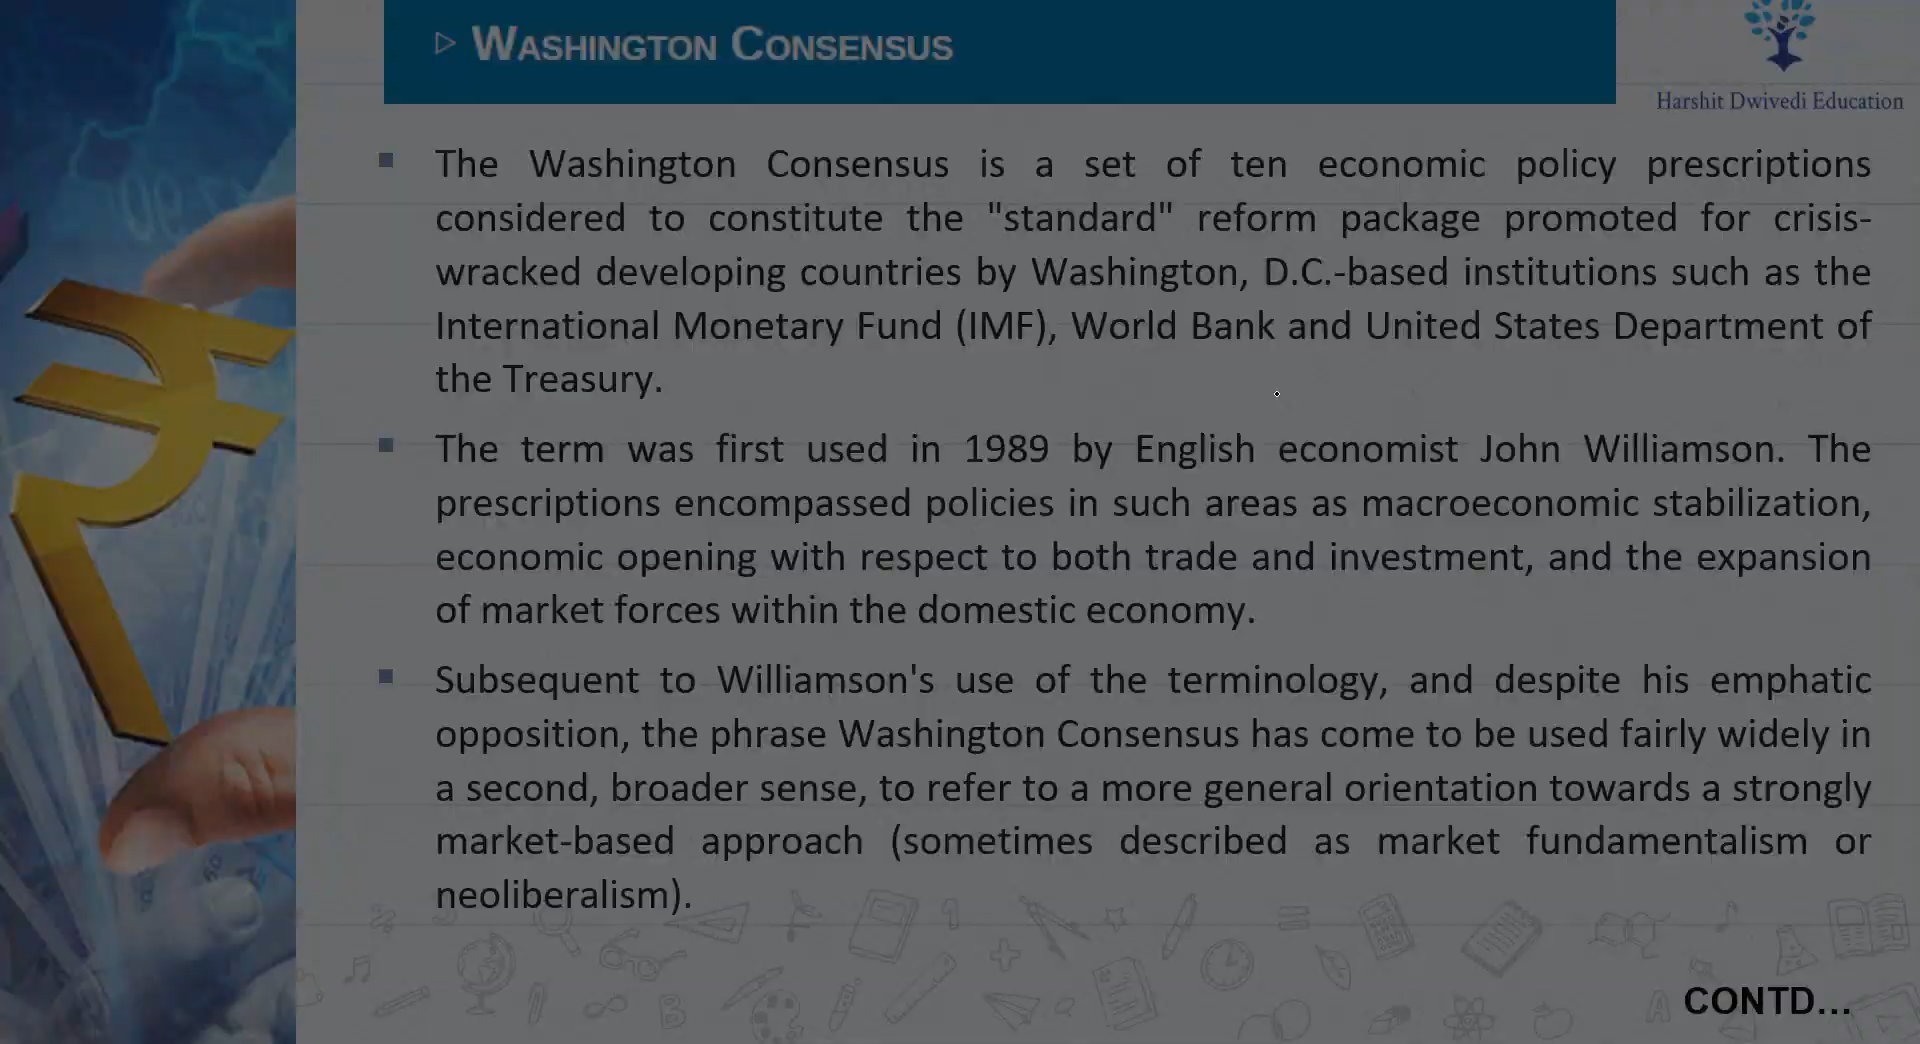 WASHINGTON CONSENSUS
Harshit Dwivedi Education
The Washington Consensus is a set of ten economic policy prescriptions
considered to constitute the "standard" reform package promoted for crisis-
wracked developing countries by Washington, D.C.-based institutions such as the
International Monetary Fund (IMF), World Bank and United States Department of
the Treasury.
The term was first used in 1989 by English economist John Williamson. The
prescriptions encompassed policies in such areas as macroeconomic stabilization,
economic opening with respect to both trade and investment, and the expansion
of market forces within the domestic economy.
Subsequent to Williamson's use of the terminology, and despite his emphatic
opposition, the phrase Washington Consensus has come to be used fairly widely in
a second, broader sense, to refer to a more general orientation towards a strongly
market-based approach (sometimes described as market fundamentalism or
neoliberalism).
CONTD...